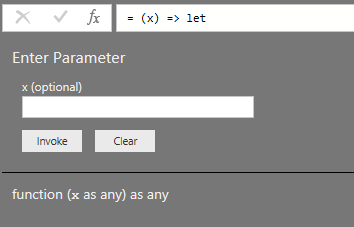 fx = (x) => let
Enter Parameter
x (optional)
Invoke Clear
function (x as any) as any